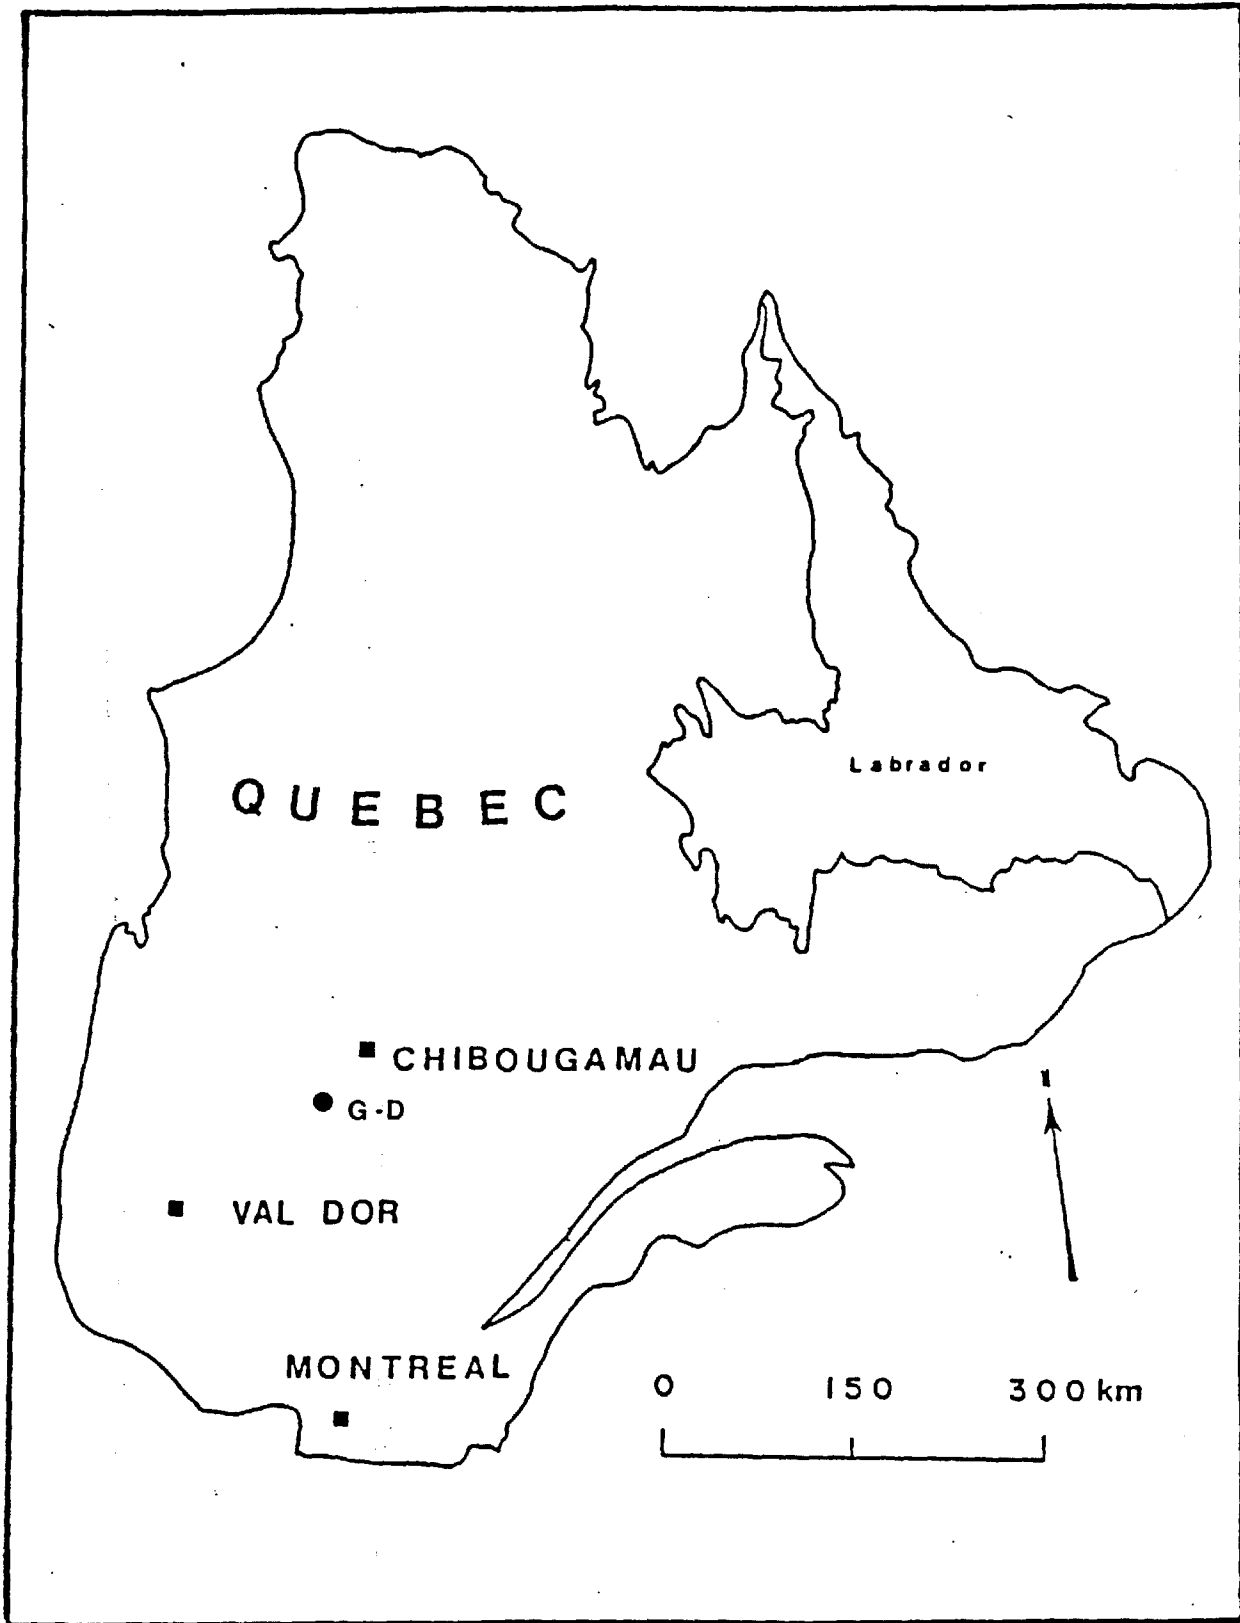 Labrador
QUEBEC
CHIBOUGAMAU
G-D
VAL DOR
MONTREAL
0 150 300 km